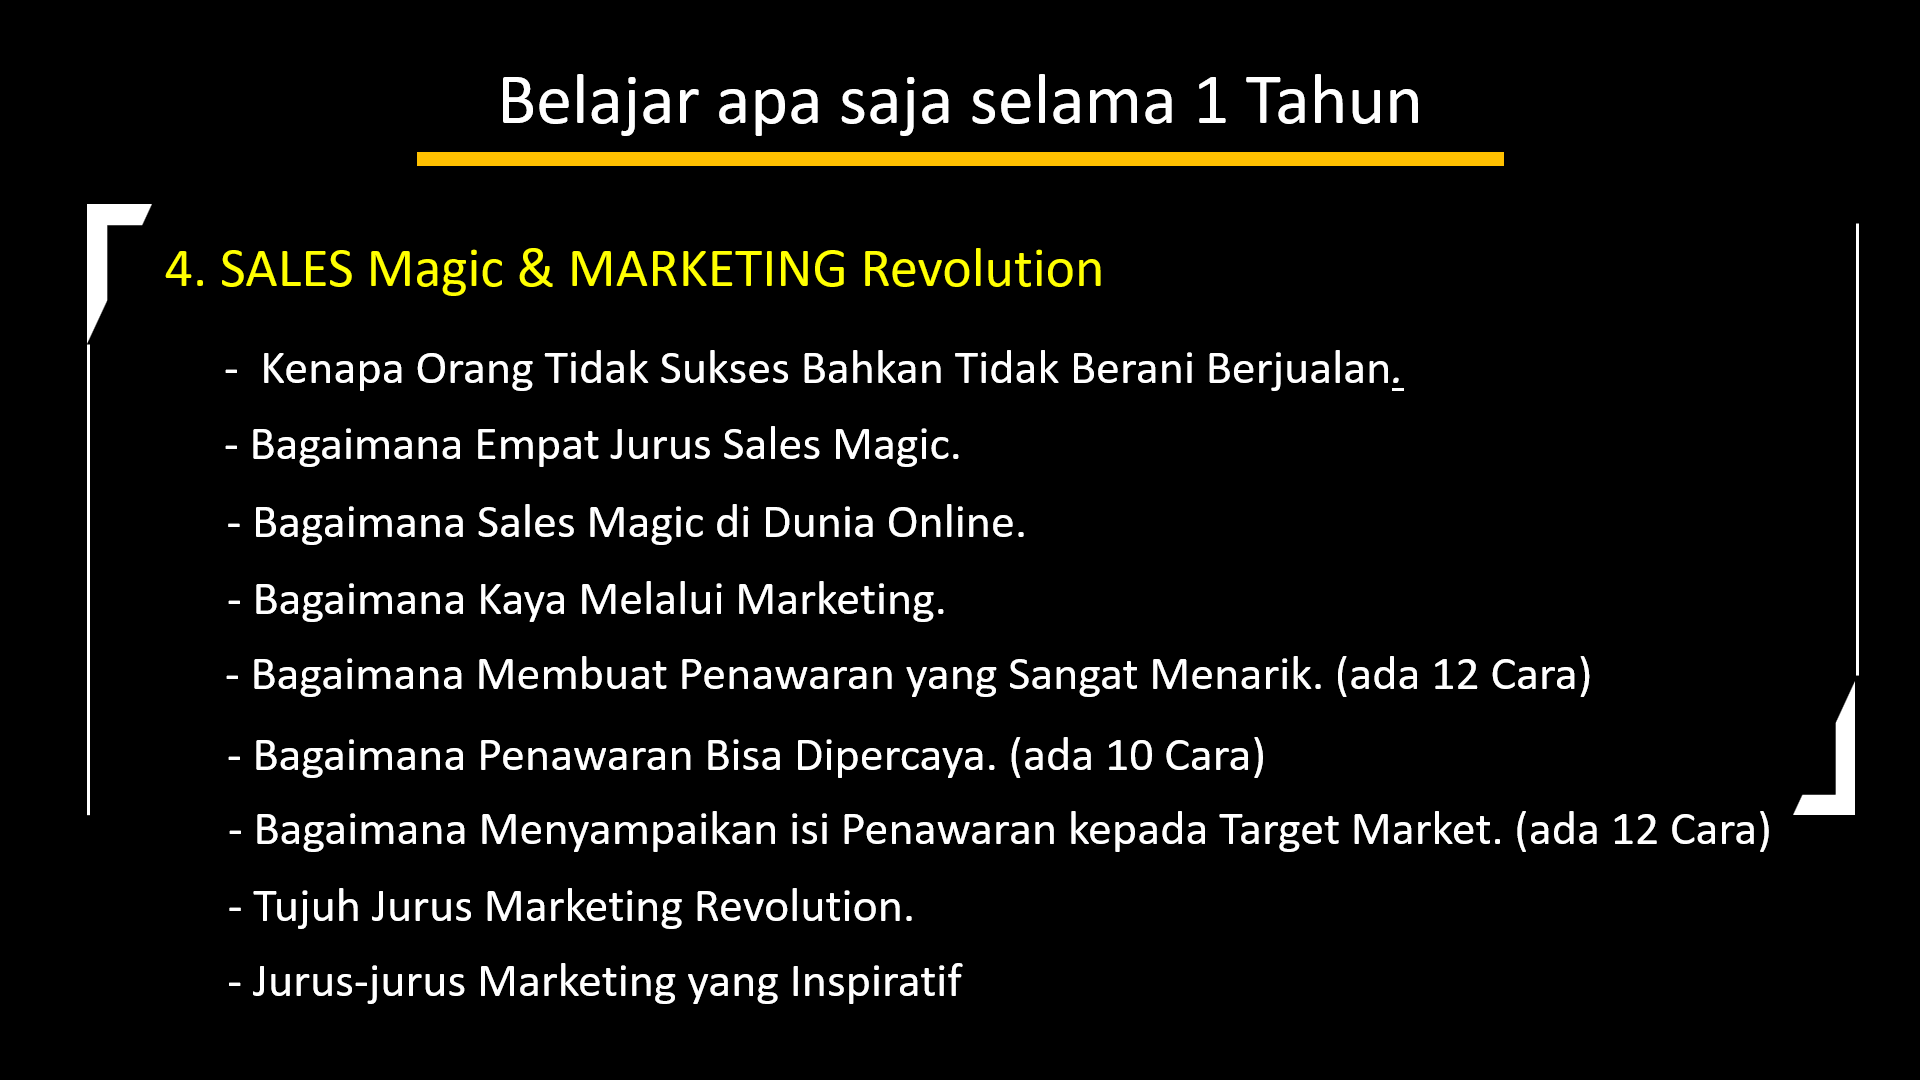 Belajar apa saja selama 1 Tahun
4. SALES Magic & MARKETING Revolution
- Kenapa Orang Tidak Sukses Bahkan Tidak Berani Berjualan.
- Bagaimana Empat Jurus Sales Magic.
- Bagaimana Sales Magic di Dunia Online.
- Bagaimana Kaya Melalui Marketing.
- Bagaimana Membuat Penawaran yang Sangat Menarik. (ada 12 Cara)
- Bagaimana Penawaran Bisa Dipercaya. (ada 10 Cara)
- Bagaimana Menyampaikan isi Penawaran kepada Target Market. (ada 12 Cara)
- Tujuh Jurus Marketing Revolution.
- Jurus-jurus Marketing yang Inspiratif